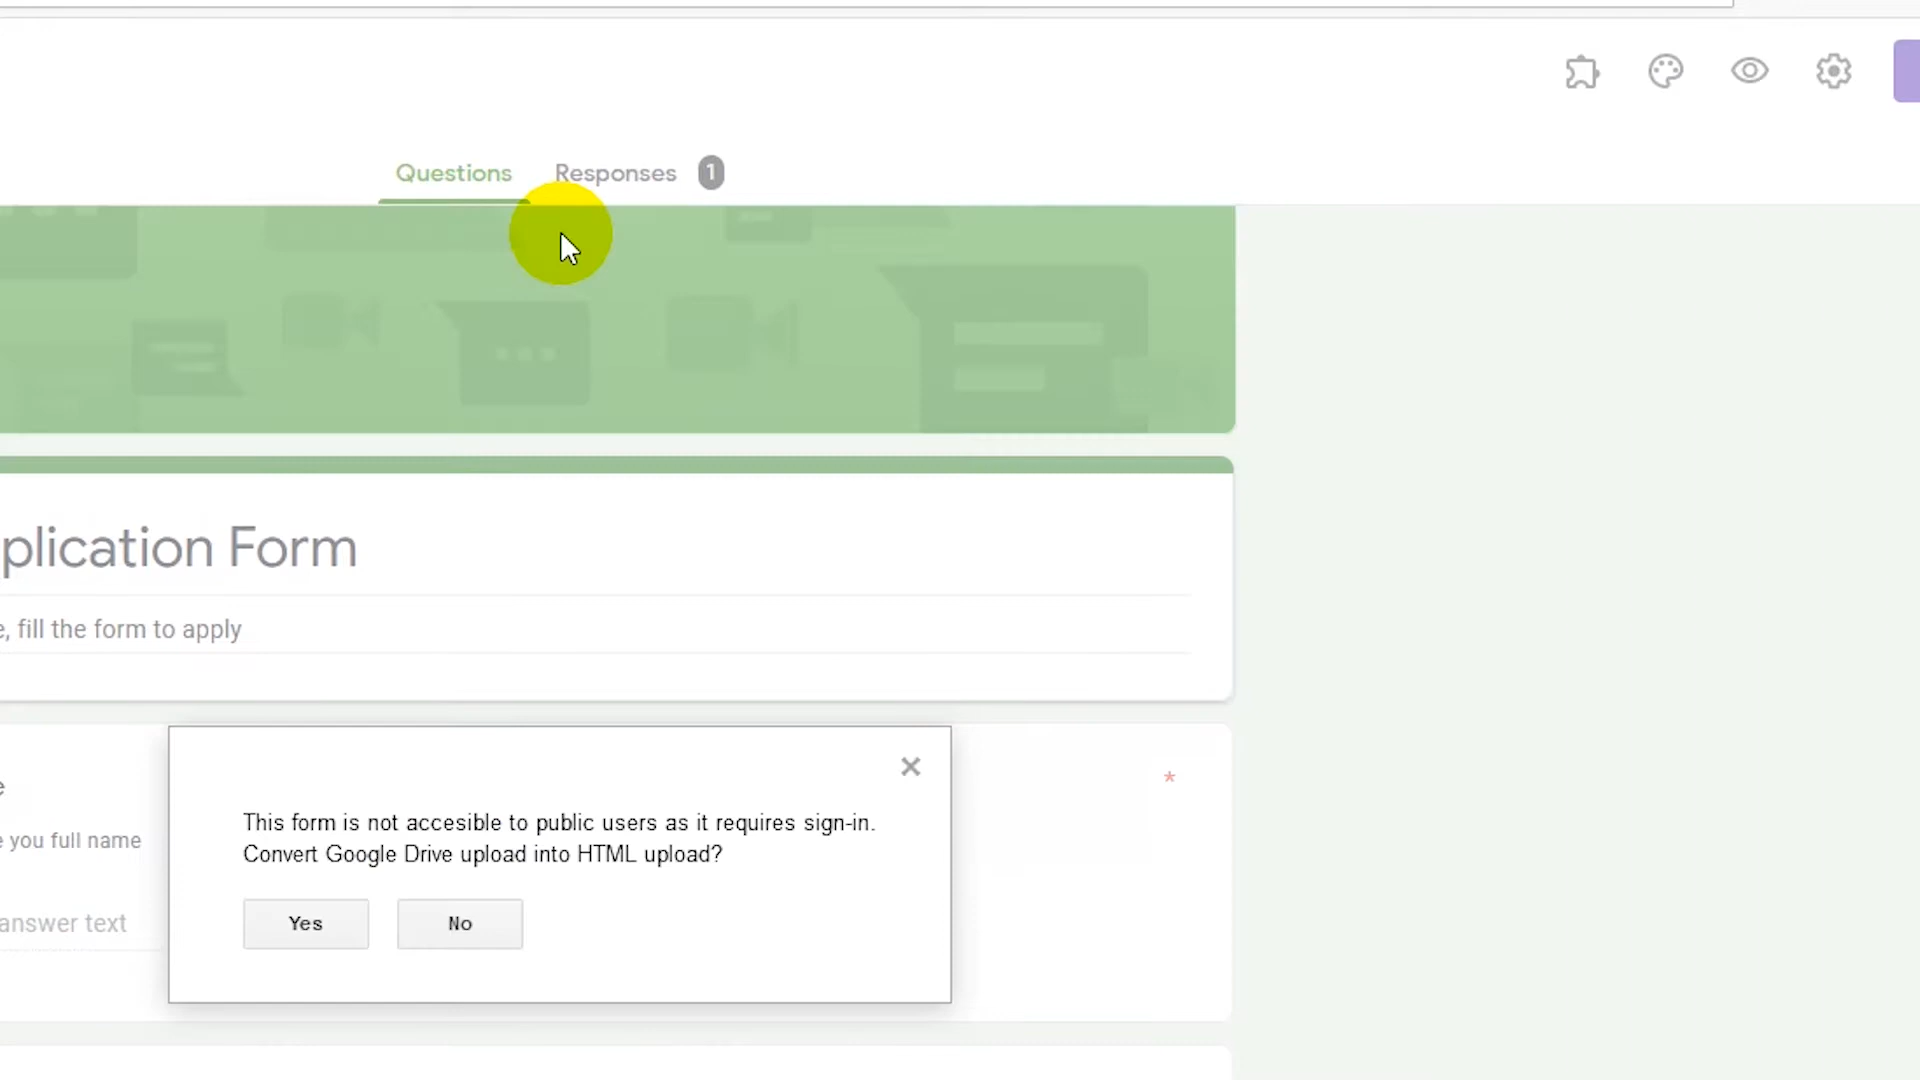 Questions Responses 1
plication Form
e, fill the form to apply
e
*
e you full name
answer text
This form is not accesible to public users as it requires sign-in.
Convert Google Drive upload into HTML upload?
Yes No